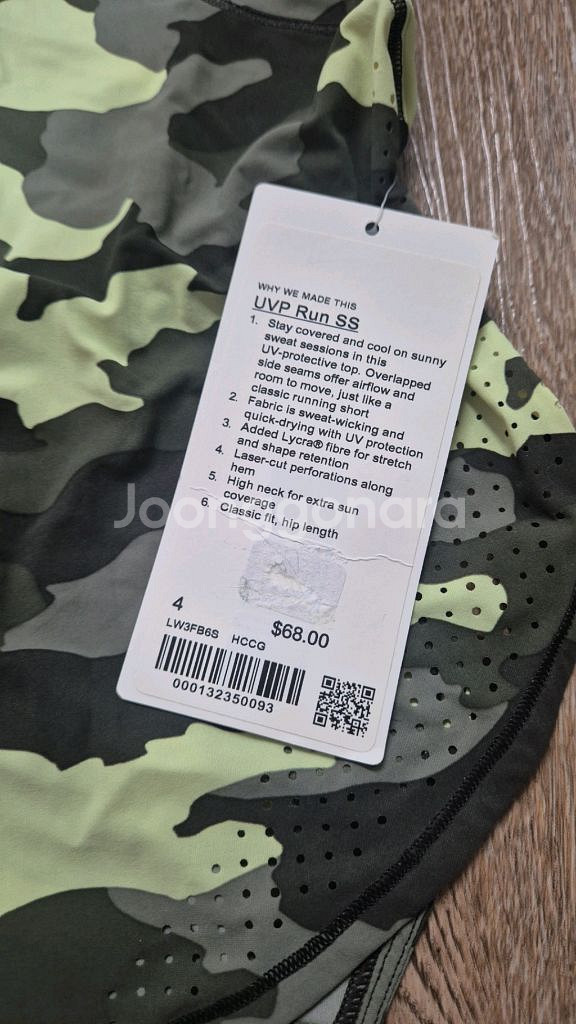 WHY WE MADE THIS
UVP Run SS
1. Stay covered and cool on sunny
sweat sessions in this
UV-protective top. Overlapped
side seams offer airflow and
room to move, just like a
classic running short
2. Fabric is sweat-wicking and
quick-drying with UV protection
3. Added Lycra® fibre for stretch
and shape retention
4. Laser-cut perforations along
hem
5. High neck for extra sun
coverage
6. Classic fit, hip length
Joonggonara
4
$68.00
LW3FB6S HCCG
000132350093